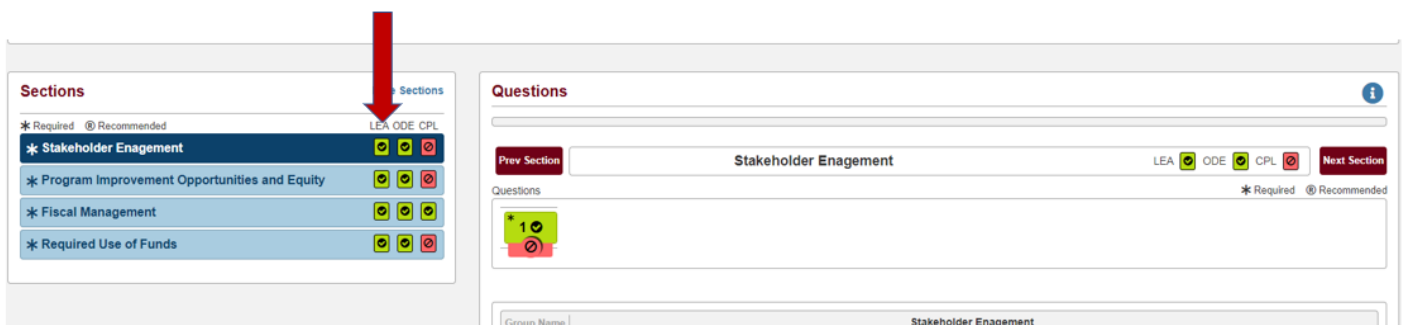 Sections
Sections
* Required ® Recommended
LEA ODE CPL
* Stakeholder Enagement
* Program Improvement Opportunities and Equity
* Fiscal Management
* Required Use of Funds
Questions
i
Prev Section
Stakeholder Enagement
LEA ODE CPL
Next Section
Questions
* Required ® Recommended
* 1
Group Name
Stakeholder Enagement